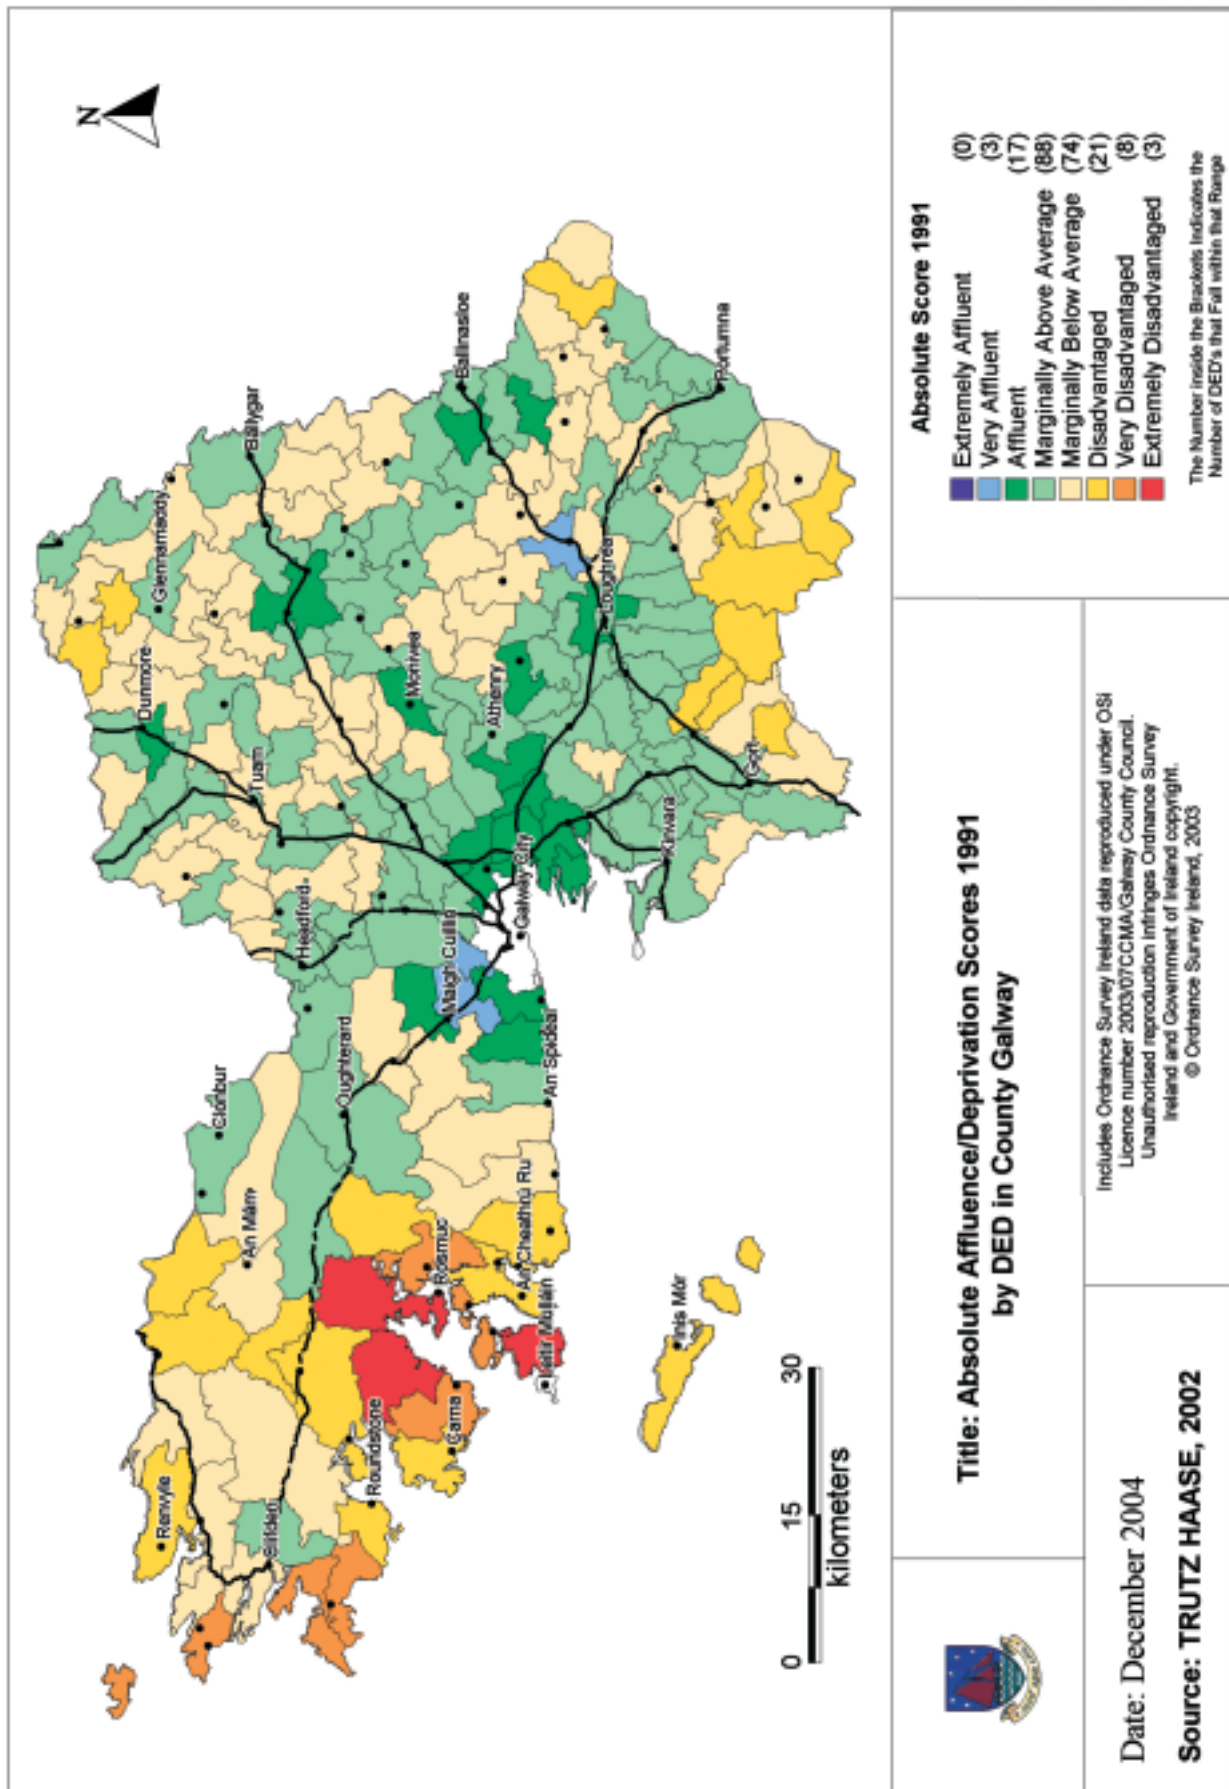 N
Ballygar
Glennamaddy
Dunmore
Tuam
Headford
Ballinasloe
Monivea
Athenry
Loughrea
Portumna
Clonbur
Oughterard
Maigh Cuilinn
Galway City
An Spideal
An Mám
Rosmuc
An Cheathrú Ru
Renvyle
Clifden
Roundstone
Carna
Inis Mór
Kinvara
Gort
0 15 30
kilometers
Absolute Score 1991
Extremely Affluent (0)
Very Affluent (3)
Affluent (17)
Marginally Above Average (88)
Marginally Below Average (74)
Disadvantaged (21)
Very Disadvantaged (8)
Extremely Disadvantaged (3)
The Number inside the Brackets Indicates the
Number of DED's that Fall within that Range
Title: Absolute Affluence/Deprivation Scores 1991
by DED in County Galway
Includes Ordnance Survey Ireland data reproduced under OSi
Licence number 2003/07CCMA/Galway County Council.
Unauthorised reproduction infringes Ordnance Survey
Ireland and Government of Ireland copyright.
© Ordnance Survey Ireland, 2003
Date: December 2004
Source: TRUTZ HAASE, 2002